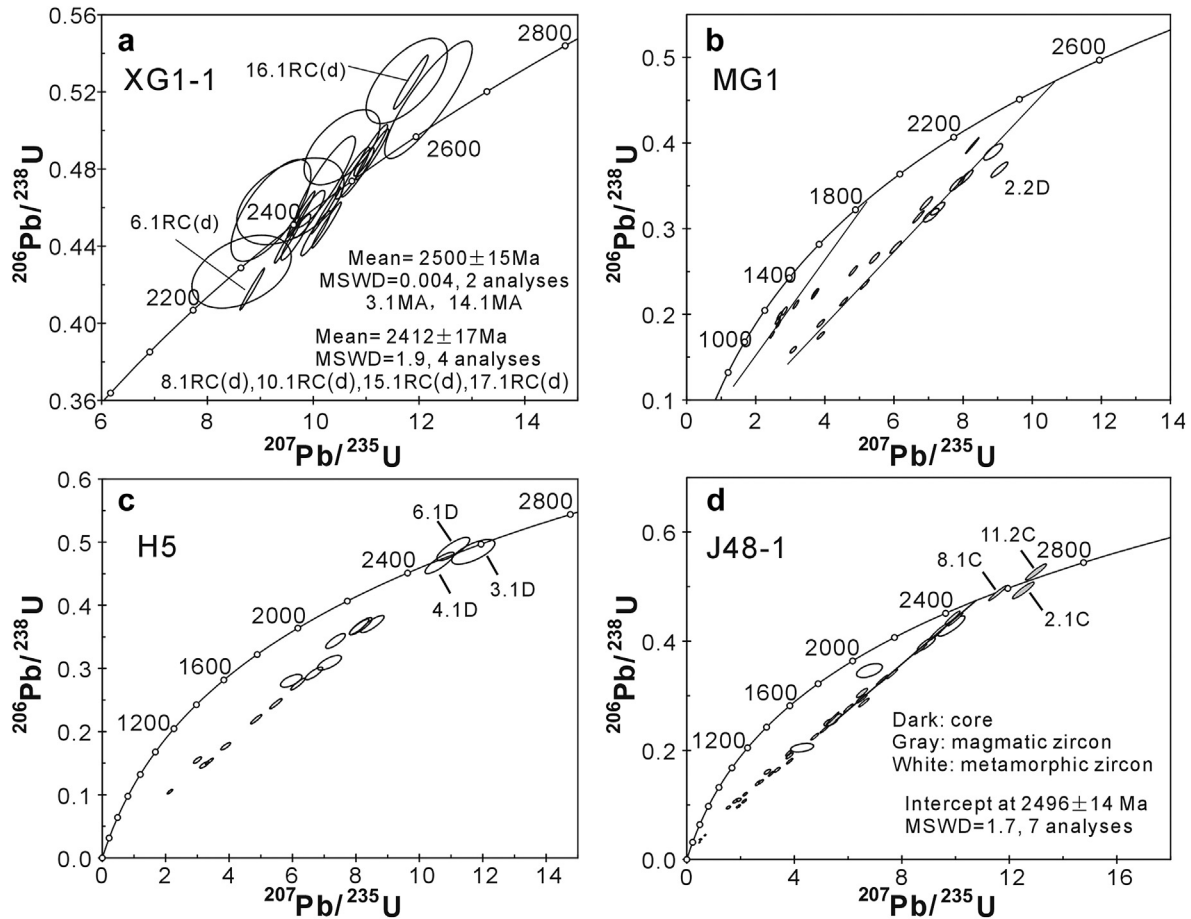 a
XG1-1
16.1RC(d)
6.1RC(d)
2200
2400
2600
2800
Mean= 2500±15Ma
MSWD=0.004, 2 analyses
3.1MA, 14.1MA
Mean= 2412±17Ma
MSWD=1.9, 4 analyses
8.1RC(d),10.1RC(d),15.1RC(d),17.1RC(d)
0.56
0.52
0.48
0.44
0.40
0.36
6 8 10 12 14
206Pb/238U
207Pb/235U
b
MG1
2.2D
1000
1400
1800
2200
2600
0.5
0.4
0.3
0.2
0.1
0 2 4 6 8 10 12 14
206Pb/238U
207Pb/235U
c
H5
6.1D
3.1D
4.1D
1200
1600
2000
2400
2800
0.6
0.5
0.4
0.3
0.2
0.1
0.0
0 2 4 6 8 10 12 14
206Pb/238U
207Pb/235U
d
J48-1
11.2C
8.1C
2.1C
1200
1600
2000
2400
2800
Dark: core
Gray: magmatic zircon
White: metamorphic zircon
Intercept at 2496±14 Ma
MSWD=1.7, 7 analyses
0.6
0.4
0.2
0.0
0 4 8 12 16
206Pb/238U
207Pb/235U